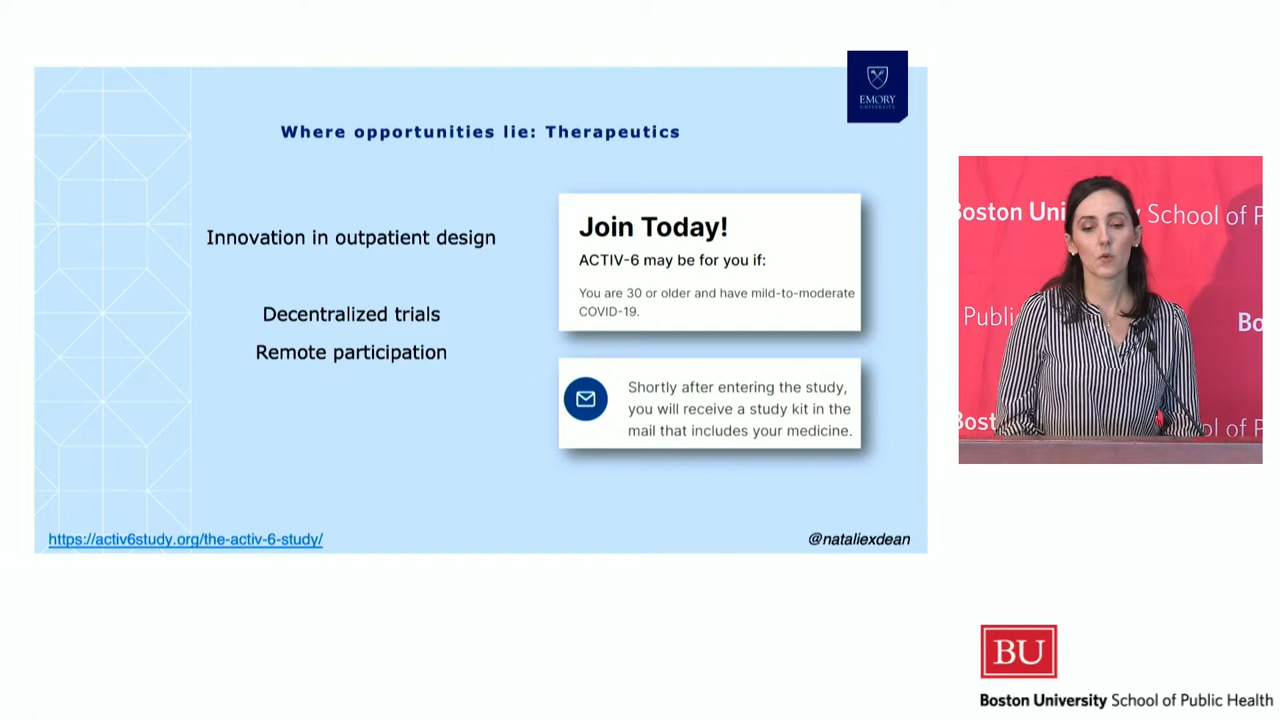 EMORY
UNIVERSITY
Where opportunities lie: Therapeutics
Innovation in outpatient design
Decentralized trials
Remote participation
Join Today!
ACTIV-6 may be for you if:
You are 30 or older and have mild-to-moderate
COVID-19.
Shortly after entering the study,
you will receive a study kit in the
mail that includes your medicine.
https://activ6study.org/the-activ-6-study/
@nataliexdean
Boston Uni y School of P
Public
Bo
Bost ol of P
BU
Boston University School of Public Health